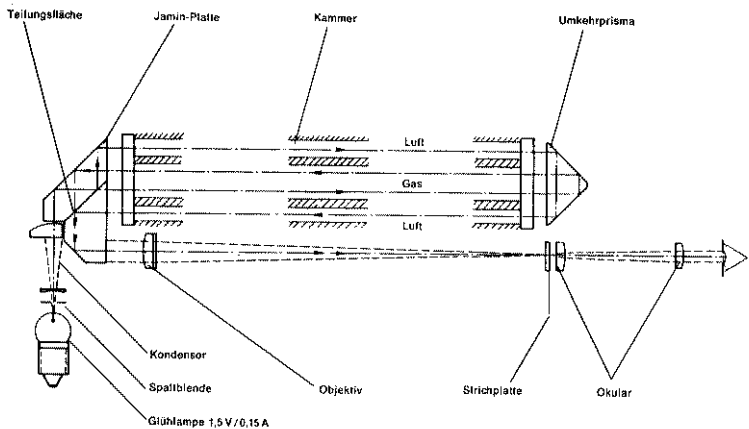 Teilungsfläche
Jamin-Platte
Kammer
Umkehrprisma
Luft
Gas
Luft
Kondensor
Spaltblende
Glühlampe 1,5 V / 0,15 A
Objektiv
Strichplatte
Okular